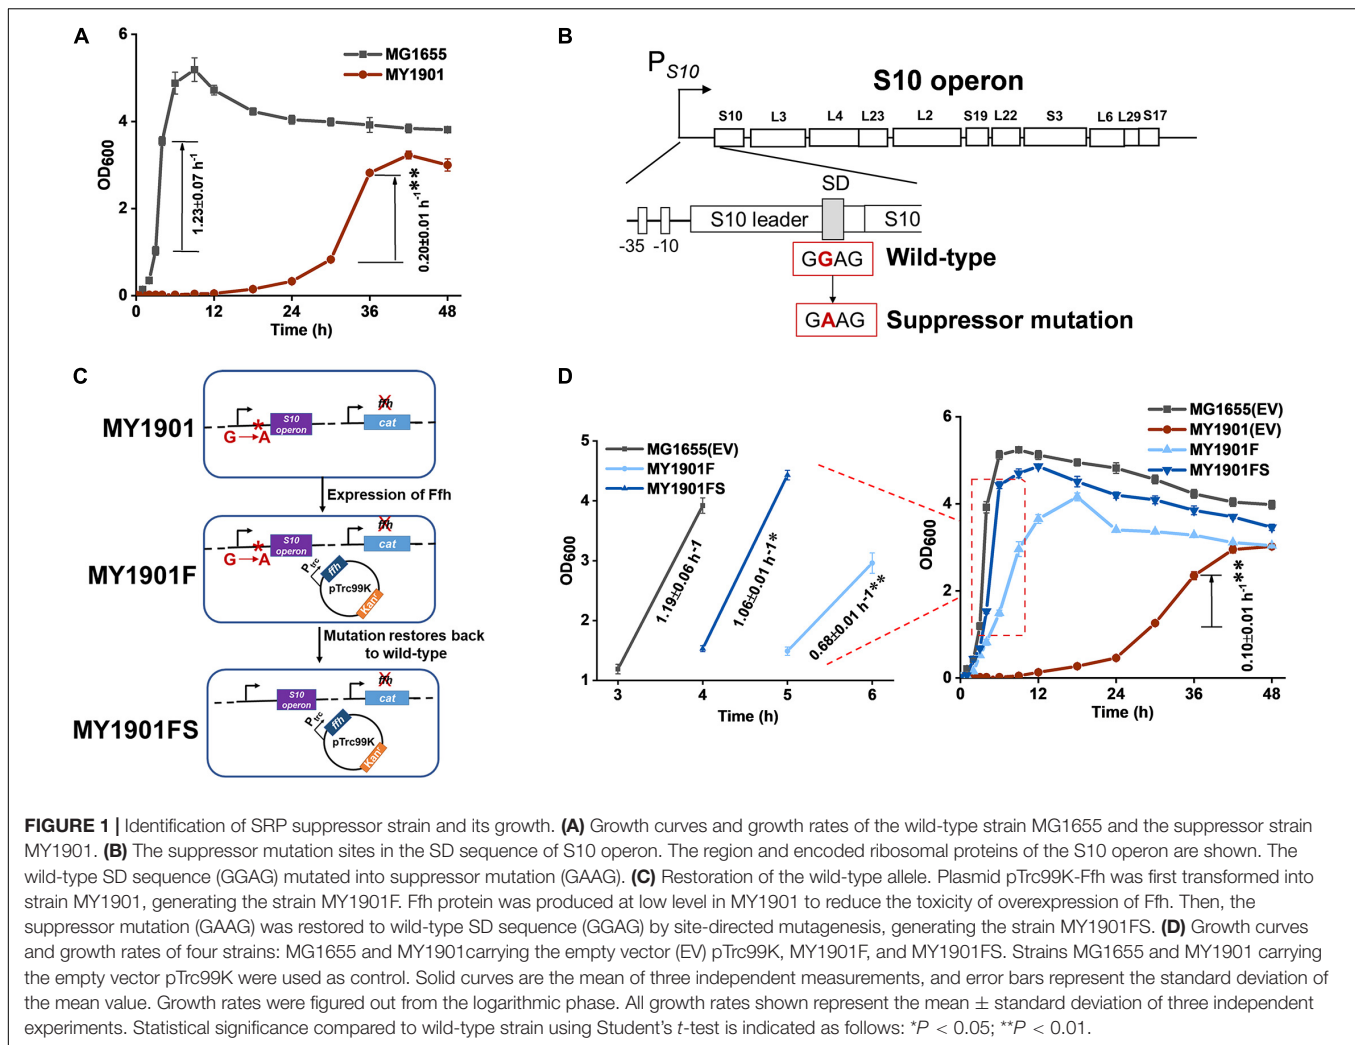 A
6
4
2
0
OD600
0
12
24
36
48
Time (h)
MG1655
MY1901
1.23±0.07 h-1
0.20±0.01 h-1**
B
PS10
S10 operon
S10 L3 L4 L23 L2 S19 L22 S3 L6 L29 S17
SD
S10 leader
S10
-35
-10
GGAG
Wild-type
GAAG
Suppressor mutation
C
MY1901
G→A
*
S10 operon
ffh
cat
Expression of Ffh
MY1901F
G→A
*
S10 operon
ffh
cat
Ptrc
ffh
pTrc99K
Kanr
Mutation restores back
to wild-type
MY1901FS
S10 operon
ffh
cat
Ptrc
ffh
pTrc99K
Kanr
D
5
4
3
2
1
OD600
3
4
5
6
Time (h)
MG1655(EV)
MY1901F
MY1901FS
1.19±0.06 h-1
1.06±0.01 h-1*
0.68±0.01 h-1**
MG1655(EV)
MY1901(EV)
MY1901F
MY1901FS
6
4
2
0
OD600
0
12
24
36
48
Time (h)
0.10±0.01 h-1**
FIGURE 1 | Identification of SRP suppressor strain and its growth. (A) Growth curves and growth rates of the wild-type strain MG1655 and the suppressor strain
MY1901. (B) The suppressor mutation sites in the SD sequence of S10 operon. The region and encoded ribosomal proteins of the S10 operon are shown. The
wild-type SD sequence (GGAG) mutated into suppressor mutation (GAAG). (C) Restoration of the wild-type allele. Plasmid pTrc99K-Ffh was first transformed into
strain MY1901, generating the strain MY1901F. Ffh protein was produced at low level in MY1901 to reduce the toxicity of overexpression of Ffh. Then, the
suppressor mutation (GAAG) was restored to wild-type SD sequence (GGAG) by site-directed mutagenesis, generating the strain MY1901FS. (D) Growth curves
and growth rates of four strains: MG1655 and MY1901carrying the empty vector (EV) pTrc99K, MY1901F, and MY1901FS. Strains MG1655 and MY1901 carrying
the empty vector pTrc99K were used as control. Solid curves are the mean of three independent measurements, and error bars represent the standard deviation of
the mean value. Growth rates were figured out from the logarithmic phase. All growth rates shown represent the mean ± standard deviation of three independent
experiments. Statistical significance compared to wild-type strain using Student's t-test is indicated as follows: *P < 0.05; **P < 0.01.